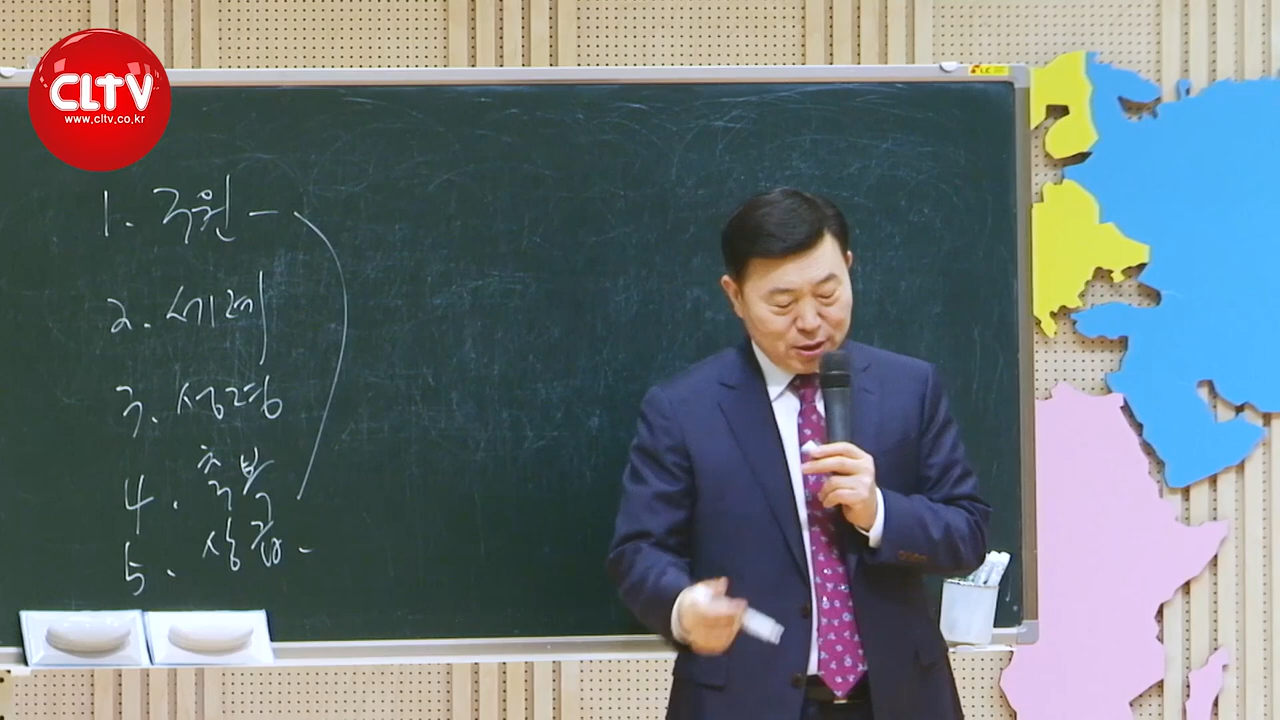 CLTV
www.cltv.co.kr
1. 구원 -
2. 세례
3. 성령
4. 축복
5. 상급.